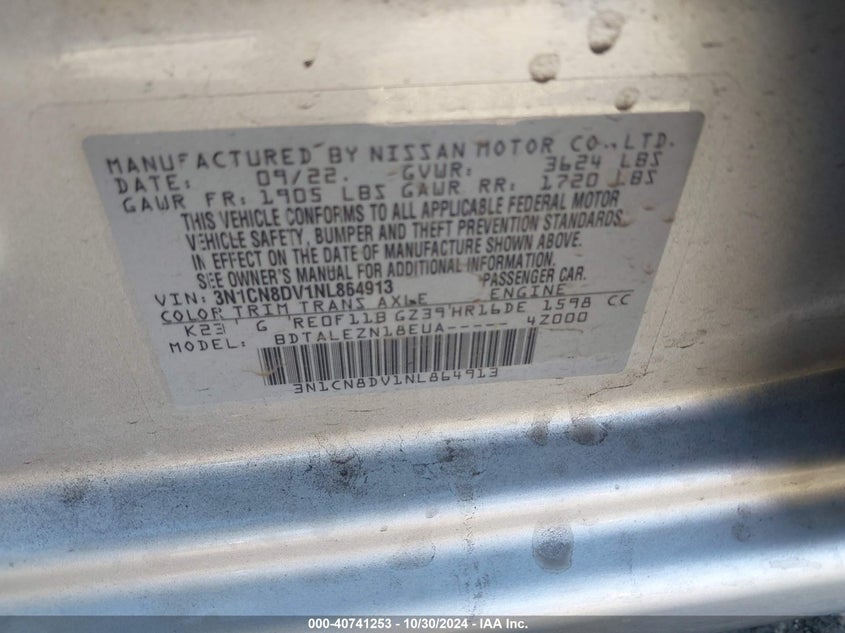 MANUFACTURED BY NISSAN MOTOR CO., LTD.
DATE: 09/22. GVWR: 3624 LBS
GAWR FR: 1905 LBS GAWR RR: 1720 LBS
THIS VEHICLE CONFORMS TO ALL APPLICABLE FEDERAL MOTOR
VEHICLE SAFETY, BUMPER AND THEFT PREVENTION STANDARDS
IN EFFECT ON THE DATE OF MANUFACTURE SHOWN ABOVE.
SEE OWNER'S MANUAL FOR ADDITIONAL INFORMATION.
VIN: 3N1CN8DV1NL864913 PASSENGER CAR.
COLOR TRIM TRANS AXLE ENGINE
K23 G RE0F11B GZ39 HR16DE 1598 CC
MODEL: BDTALEZN18EUA----- 4Z000
3N1CN8DV1NL864913
000-40741253 - 10/30/2024 - IAA Inc.